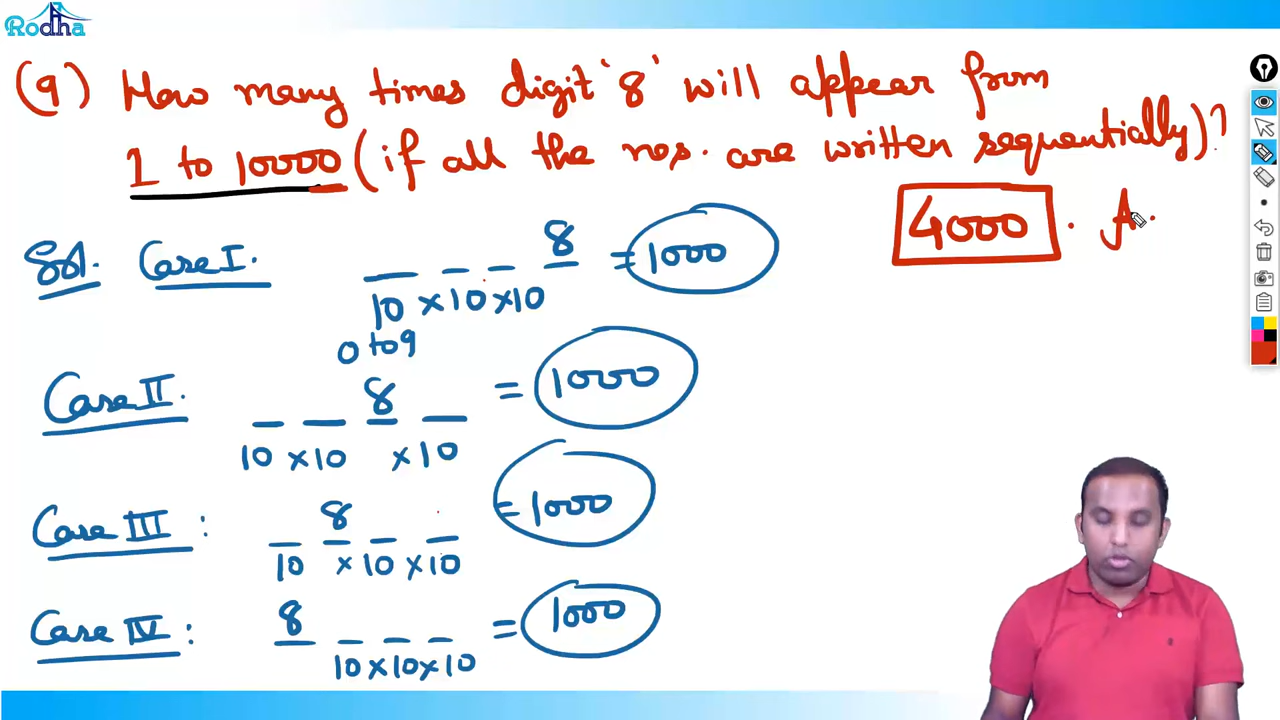 Rodha
(9) How many times digit '8' will appear from
1 to 10000 (if all the nos. are written sequentially)?
4000 . A.
Sol. Case I.
_ _ _ 8 = 1000
10 × 10 × 10
0 to 9
Case II.
_ _ 8 _ = 1000
10 × 10 × 10
Case III :
_ 8 _ _ = 1000
10 × 10 × 10
Case IV :
8 _ _ _ = 1000
10 × 10 × 10